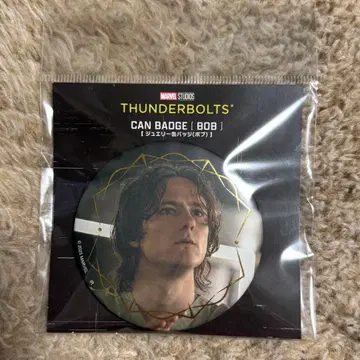 MARVEL STUDIOS
THUNDERBOLTS*
CAN BADGE [ BOB ]
【 ジュエリー缶バッジ(ボブ) 】
© 2025 MARVEL